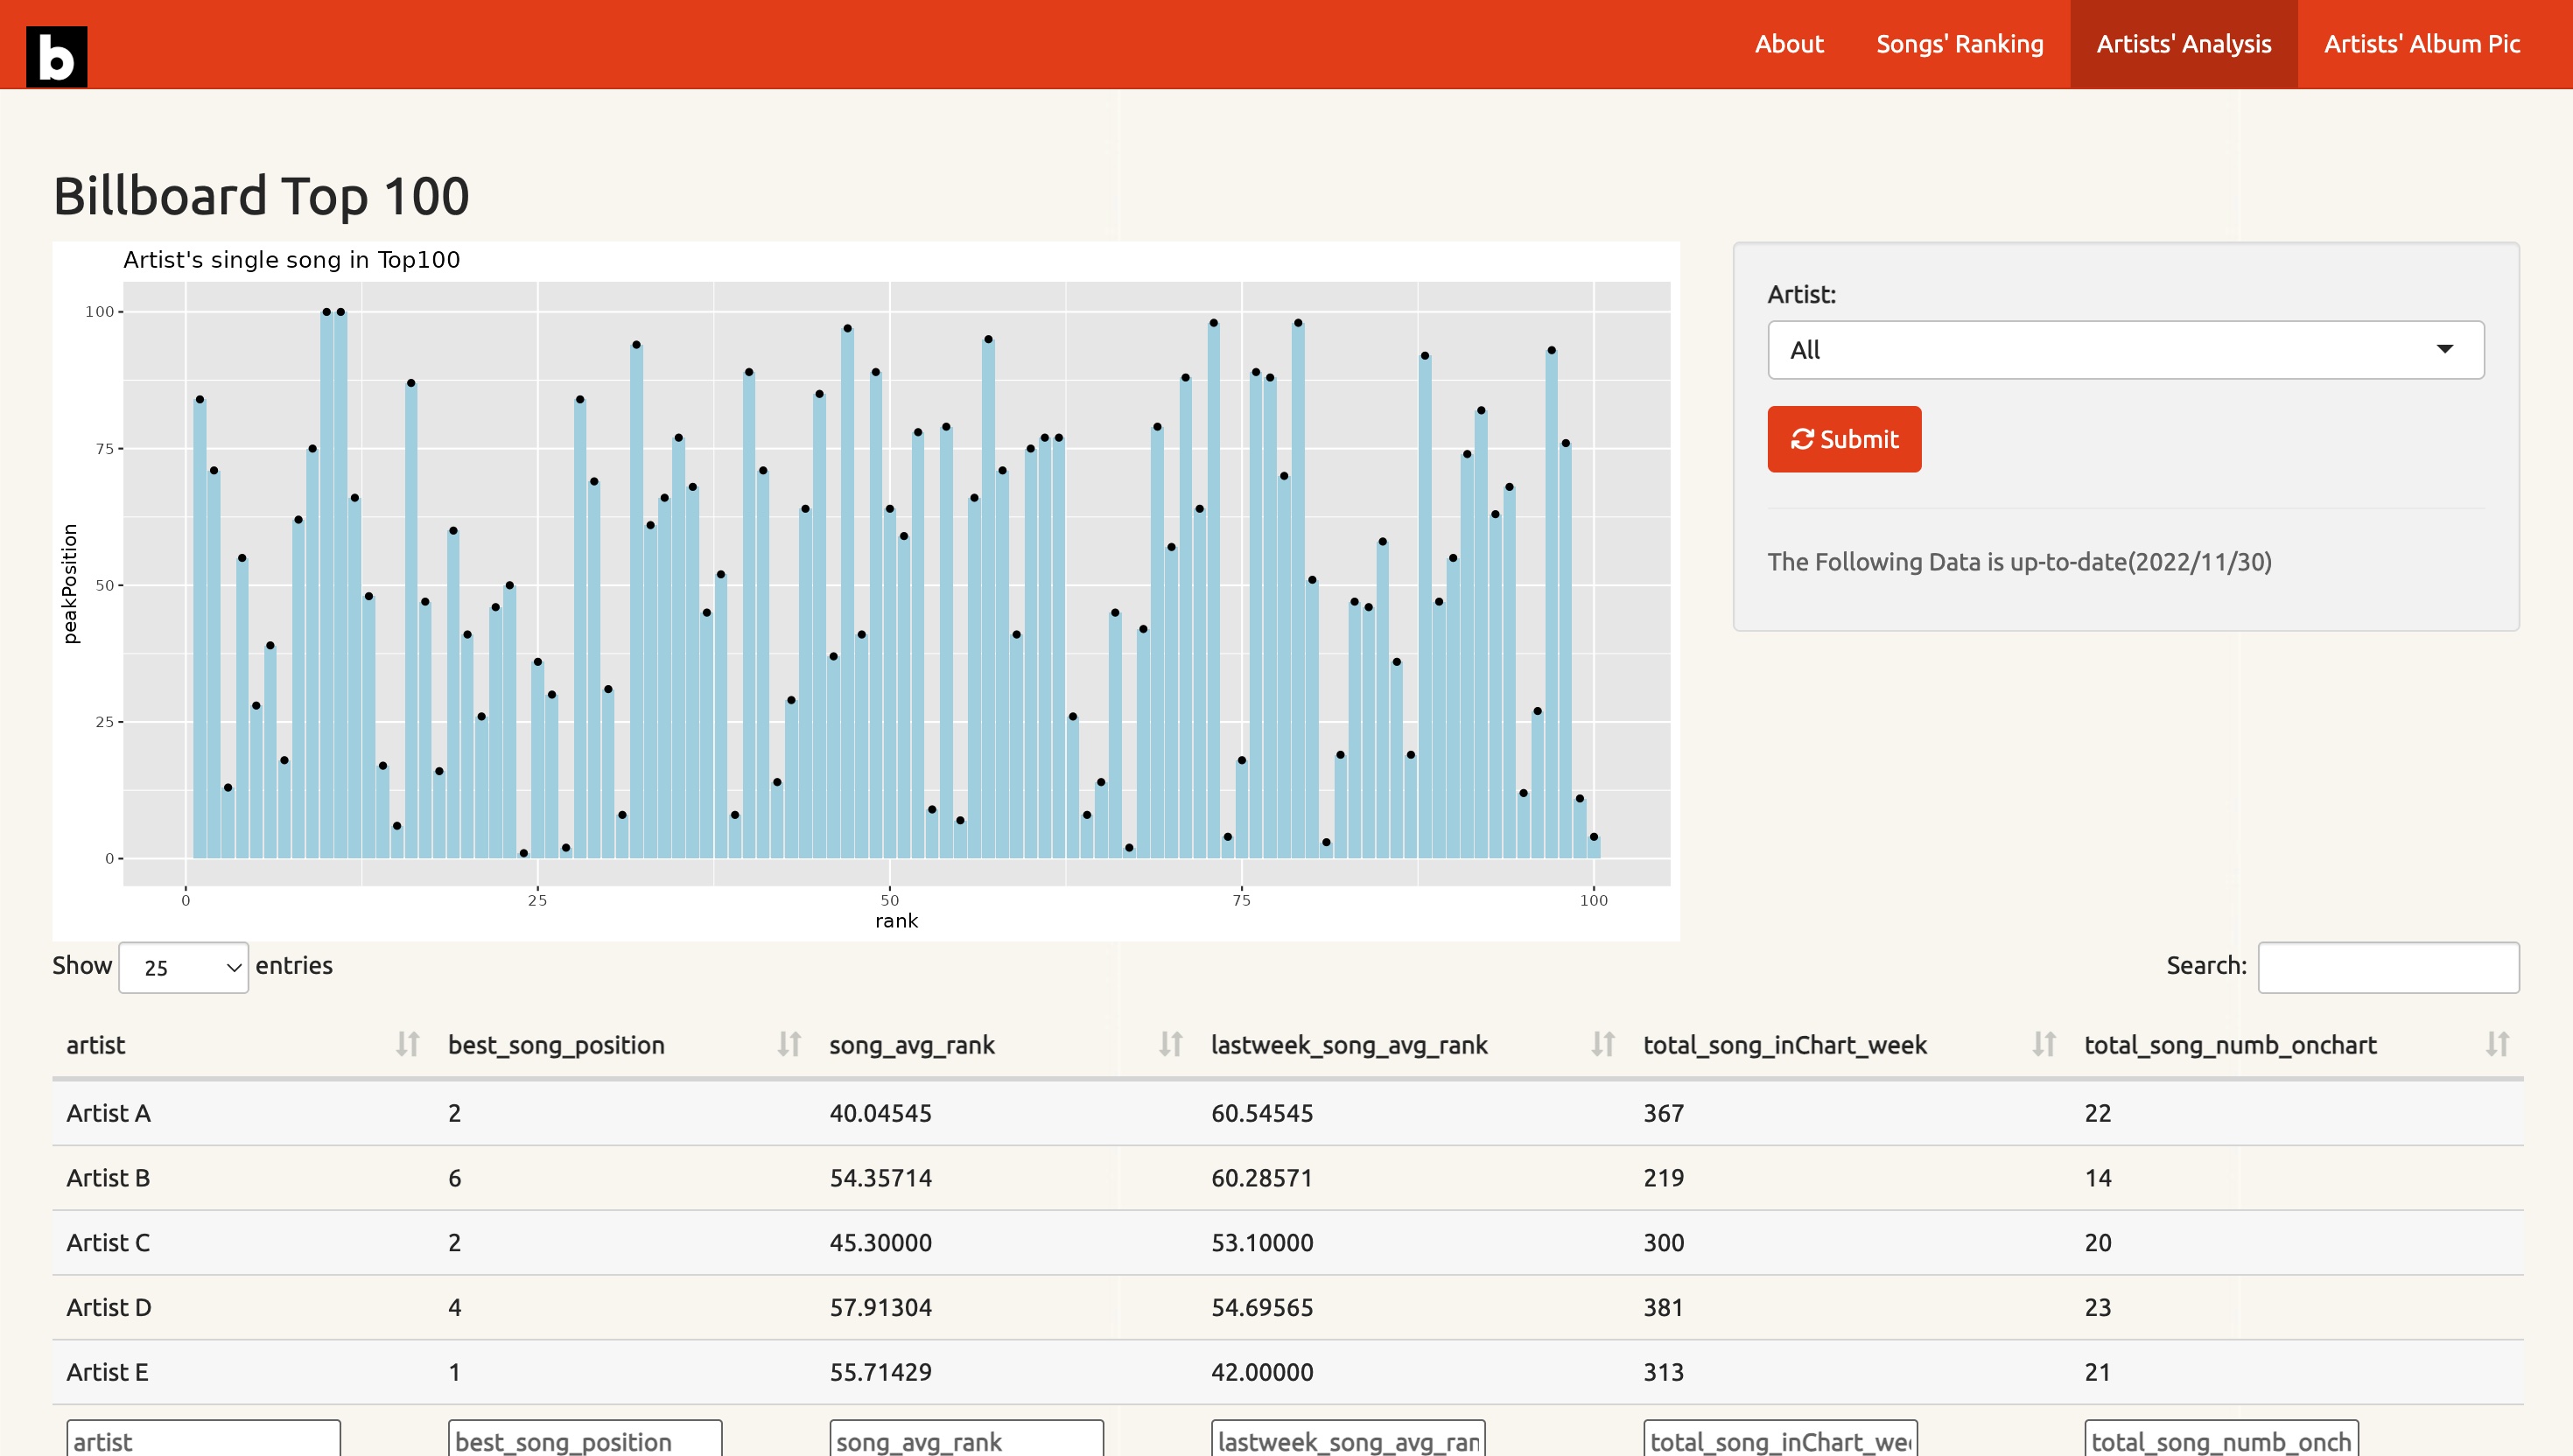 b
About Songs' Ranking Artists' Analysis Artists' Album Pic
Billboard Top 100
Artist's single song in Top100
100
75
50
25
0
peakPosition
0 25 50 75 100
rank
Artist:
All
Submit
The Following Data is up-to-date(2022/11/30)
Show 25 entries
Search:
artist best_song_position song_avg_rank lastweek_song_avg_rank total_song_inChart_week total_song_numb_onchart
Artist A 2 40.04545 60.54545 367 22
Artist B 6 54.35714 60.28571 219 14
Artist C 2 45.30000 53.10000 300 20
Artist D 4 57.91304 54.69565 381 23
Artist E 1 55.71429 42.00000 313 21
artist best_song_position song_avg_rank lastweek_song_avg_ran total_song_inChart_wee total_song_numb_onch